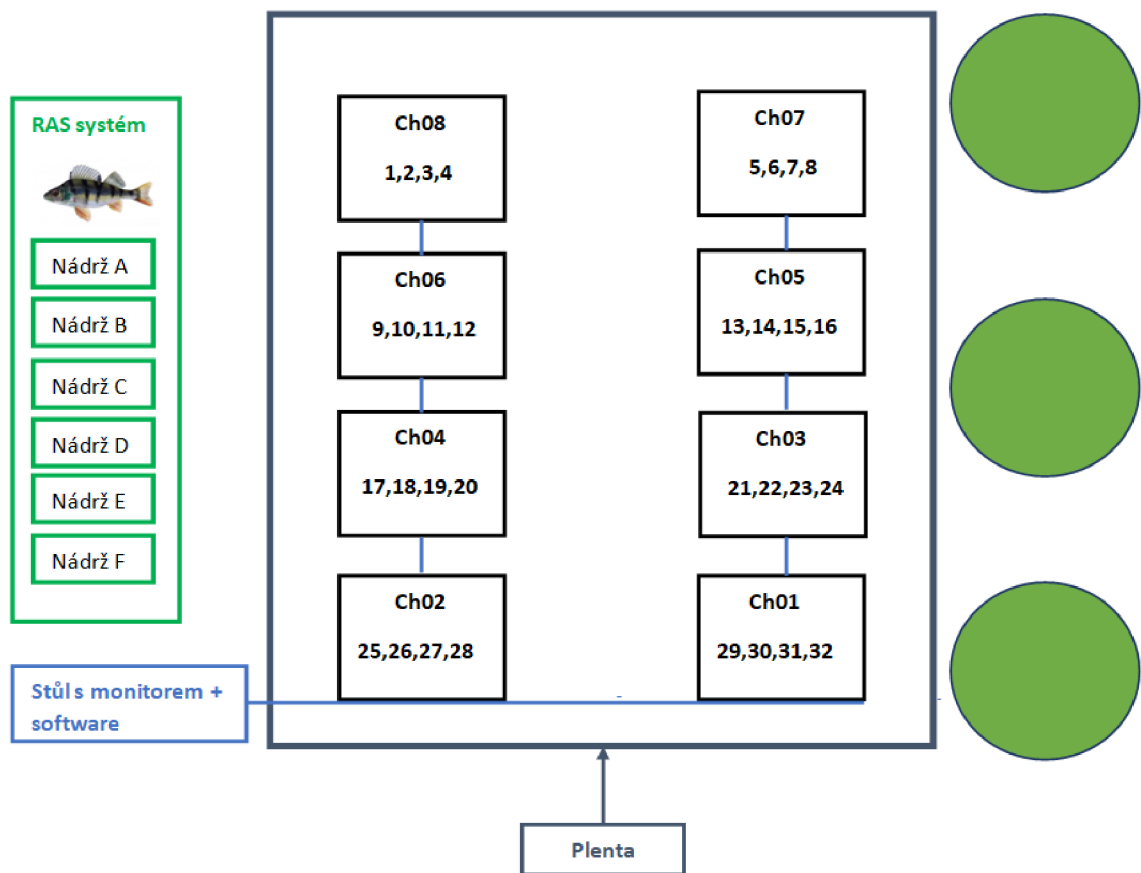 RAS systém
Nádrž A
Nádrž B
Nádrž C
Nádrž D
Nádrž E
Nádrž F
Stůl s monitorem +
software
Ch08
1,2,3,4
Ch07
5,6,7,8
Ch06
9,10,11,12
Ch05
13,14,15,16
Ch04
17,18,19,20
Ch03
21,22,23,24
Ch02
25,26,27,28
Ch01
29,30,31,32
Plenta